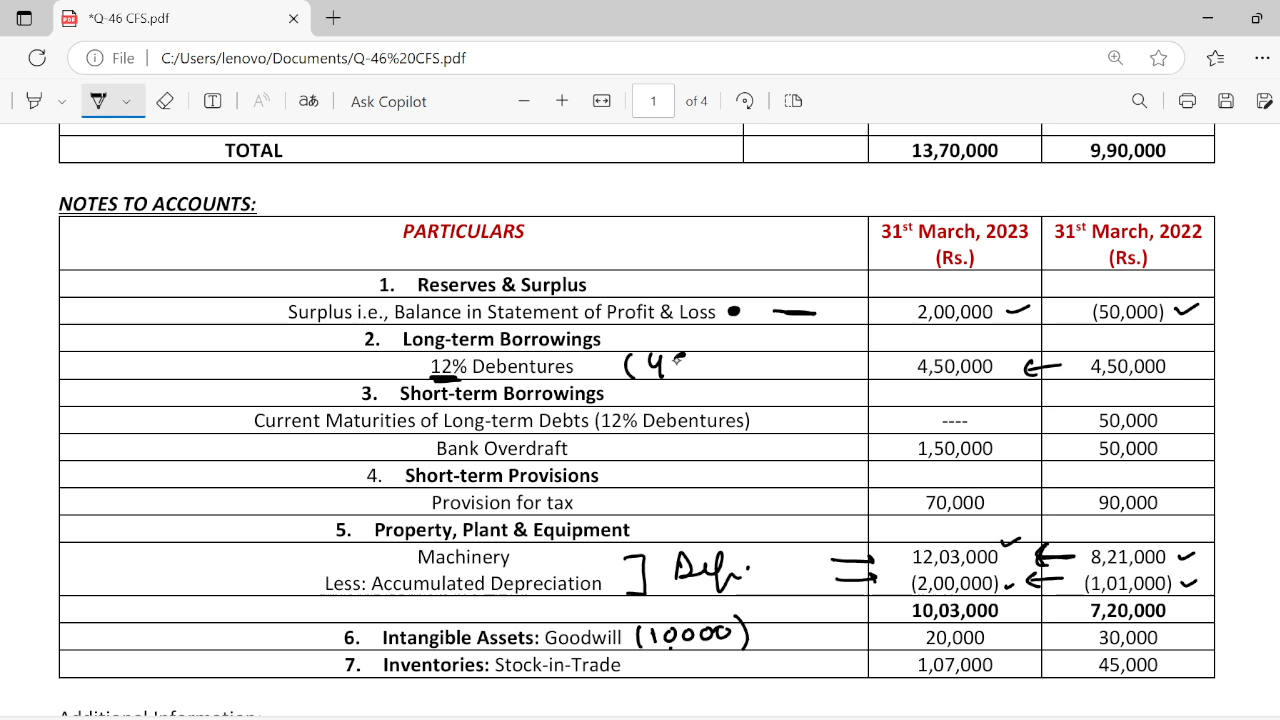 *Q-46 CFS.pdf
File C:/Users/lenovo/Documents/Q-46%20CFS.pdf
Ask Copilot 1 of 4
TOTAL 13,70,000 9,90,000
NOTES TO ACCOUNTS:
PARTICULARS 31st March, 2023 (Rs.) 31st March, 2022 (Rs.)
1. Reserves & Surplus
Surplus i.e., Balance in Statement of Profit & Loss 2,00,000 (50,000)
2. Long-term Borrowings
12% Debentures 4,50,000 4,50,000
3. Short-term Borrowings
Current Maturities of Long-term Debts (12% Debentures) ---- 50,000
Bank Overdraft 1,50,000 50,000
4. Short-term Provisions
Provision for tax 70,000 90,000
5. Property, Plant & Equipment
Machinery 12,03,000 8,21,000
Less: Accumulated Depreciation ] Dep. (2,00,000) (1,01,000)
10,03,000 7,20,000
6. Intangible Assets: Goodwill (10000) 20,000 30,000
7. Inventories: Stock-in-Trade 1,07,000 45,000